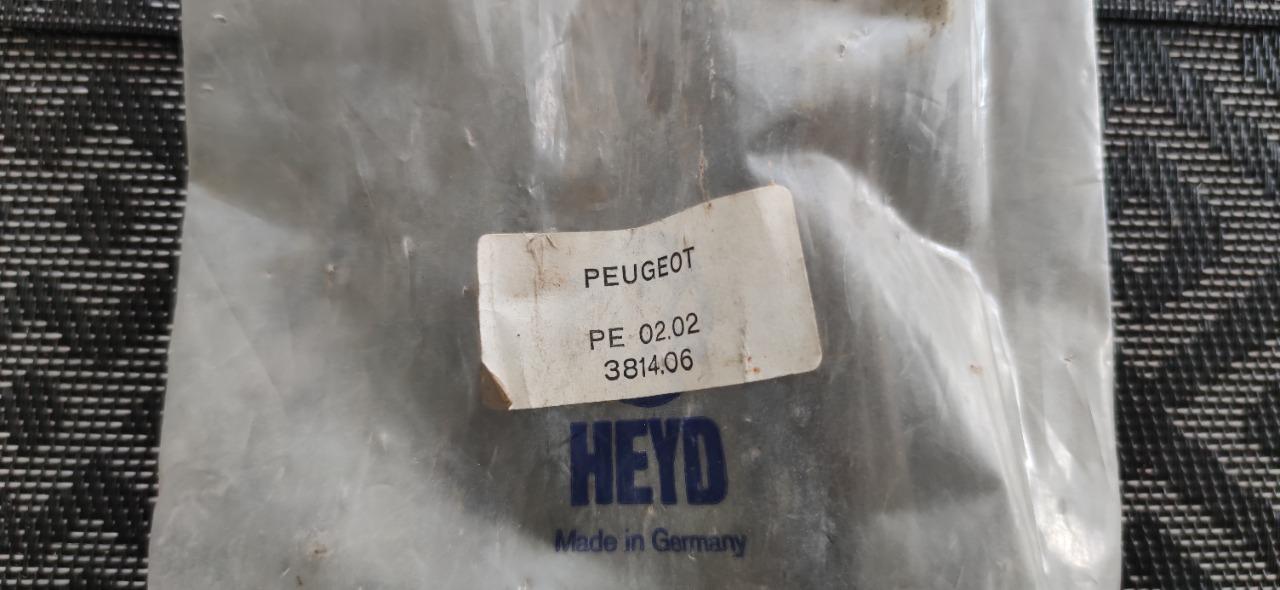 PEUGEOT
PE 02.02
3814.06
HEYD
Made in Germany